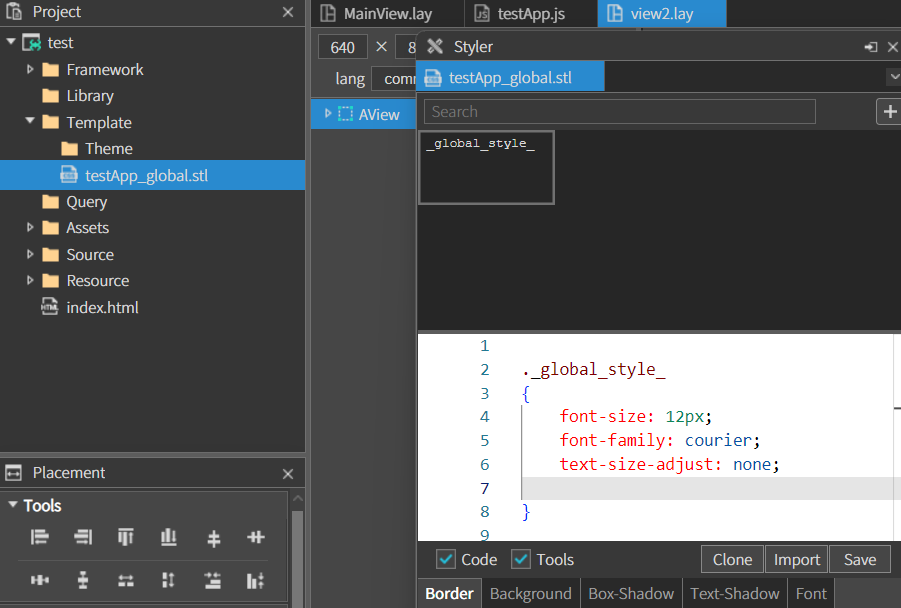 Project
test
Framework
Library
Template
Theme
testApp_global.stl
Query
Assets
Source
Resource
index.html
Placement
Tools
MainView.lay
testApp.js
view2.lay
640
lang
AView
Styler
testApp_global.stl
Search
_global_style_
1
2 ._global_style_
3 {
4 font-size: 12px;
5 font-family: courier;
6 text-size-adjust: none;
7
8 }
9
Code Tools Clone Import Save
Border Background Box-Shadow Text-Shadow Font